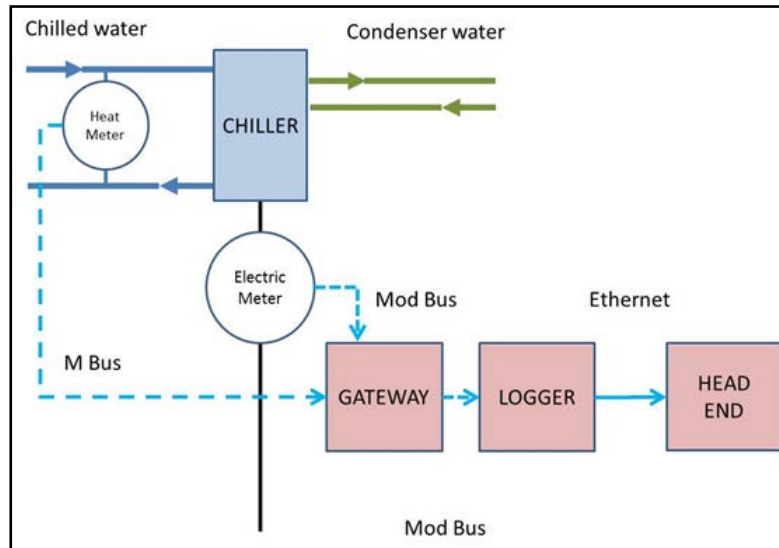 Chilled water
Condenser water
Heat
Meter
CHILLER
Electric
Meter
Mod Bus
Ethernet
M Bus
GATEWAY
LOGGER
HEAD
END
Mod Bus